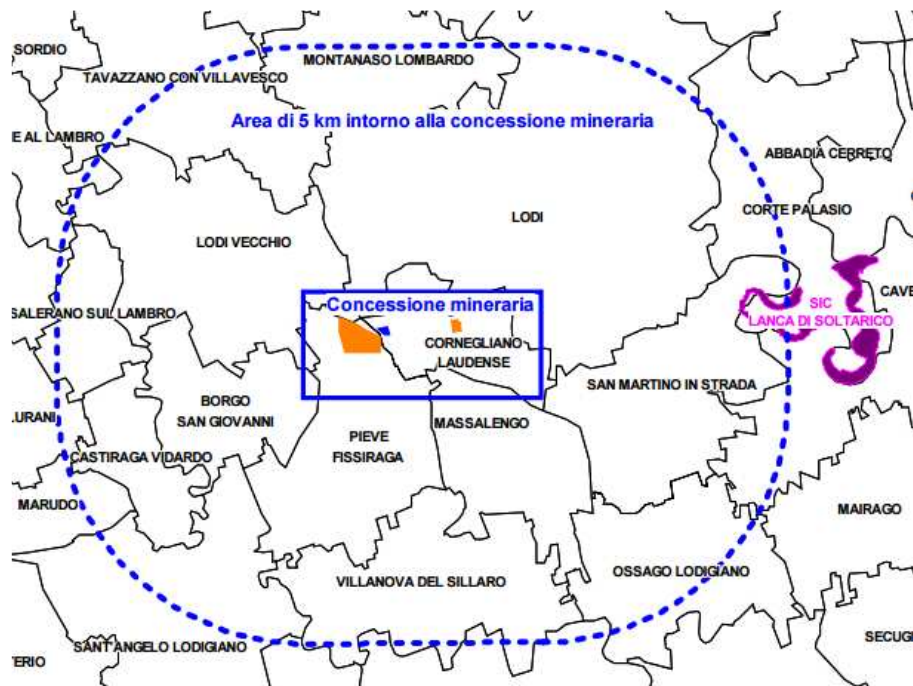 SORDIO
TAVAZZANO CON VILLAVESCO
MONTANASO LOMBARDO
Area di 5 km intorno alla concessione mineraria
E AL LAMBRO
ABBADIA CERRETO
CORTE PALASIO
LODI
LODI VECCHIO
CAVE
SIC
LANCA DI SOLTARICO
Concessione mineraria
SALERANO SUL LAMBRO
CORNEGLIANO
LAUDENSE
SAN MARTINO IN STRADA
BORGO
SAN GIOVANNI
LURANI
MASSALENGO
PIEVE
FISSIRAGA
CASTIRAGA VIDARDO
MARUDO
MAIRAGO
OSSAGO LODIGIANO
VILLANOVA DEL SILLARO
SECUG
SANT'ANGELO LODIGIANO
TERIO